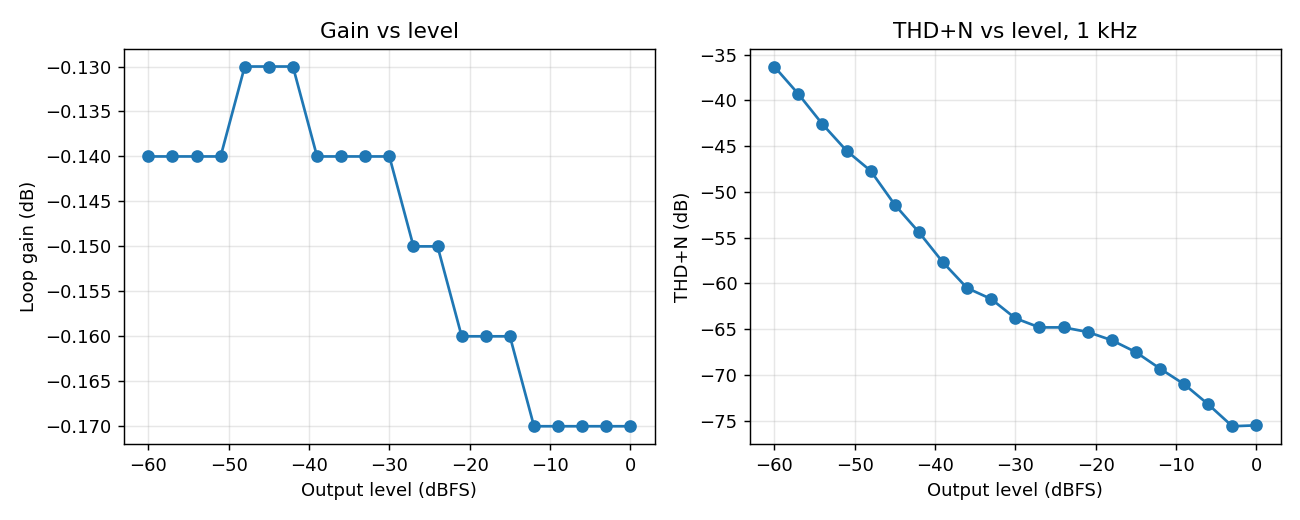 Gain vs level
−0.130
−0.135
−0.140
−0.145
−0.150
−0.155
−0.160
−0.165
−0.170
Loop gain (dB)
−60 −50 −40 −30 −20 −10 0
Output level (dBFS)
THD+N vs level, 1 kHz
−35
−40
−45
−50
−55
−60
−65
−70
−75
THD+N (dB)
−60 −50 −40 −30 −20 −10 0
Output level (dBFS)